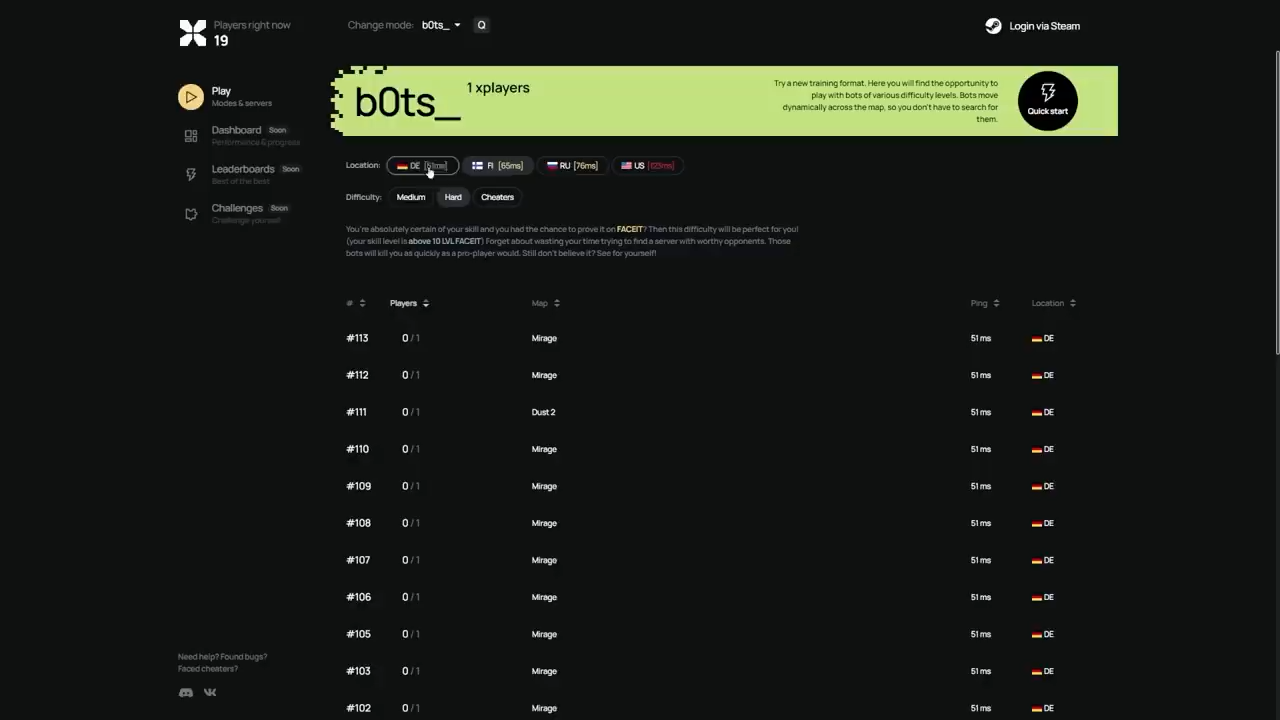 Players right now
19
Change mode: b0ts_
Q
Login via Steam
Play
Modes & servers
Dashboard Soon
Performance & progress
Leaderboards Soon
Best of the best
Challenges Soon
Challenge yourself
b0ts_
1 xplayers
Try a new training format. Here you will find the opportunity to
play with bots of various difficulty levels. Bots move
dynamically across the map, so you don't have to search for
them.
Quick start
Location: DE [51ms] FI [65ms] RU [76ms] US [123ms]
Difficulty: Medium Hard Cheaters
You're absolutely certain of your skill and you had the chance to prove it on FACEIT? Then this difficulty will be perfect for you!
(your skill level is above 10 LVL FACEIT) Forget about wasting your time trying to find a server with worthy opponents. Those
bots will kill you as quickly as a pro-player would. Still don't believe it? See for yourself!
# Players Map Ping Location
#113 0 / 1 Mirage 51 ms DE
#112 0 / 1 Mirage 51 ms DE
#111 0 / 1 Dust 2 51 ms DE
#110 0 / 1 Mirage 51 ms DE
#109 0 / 1 Mirage 51 ms DE
#108 0 / 1 Mirage 51 ms DE
#107 0 / 1 Mirage 51 ms DE
#106 0 / 1 Mirage 51 ms DE
#105 0 / 1 Mirage 51 ms DE
#103 0 / 1 Mirage 51 ms DE
#102 0 / 1 Mirage 51 ms DE
Need help? Found bugs?
Faced cheaters?